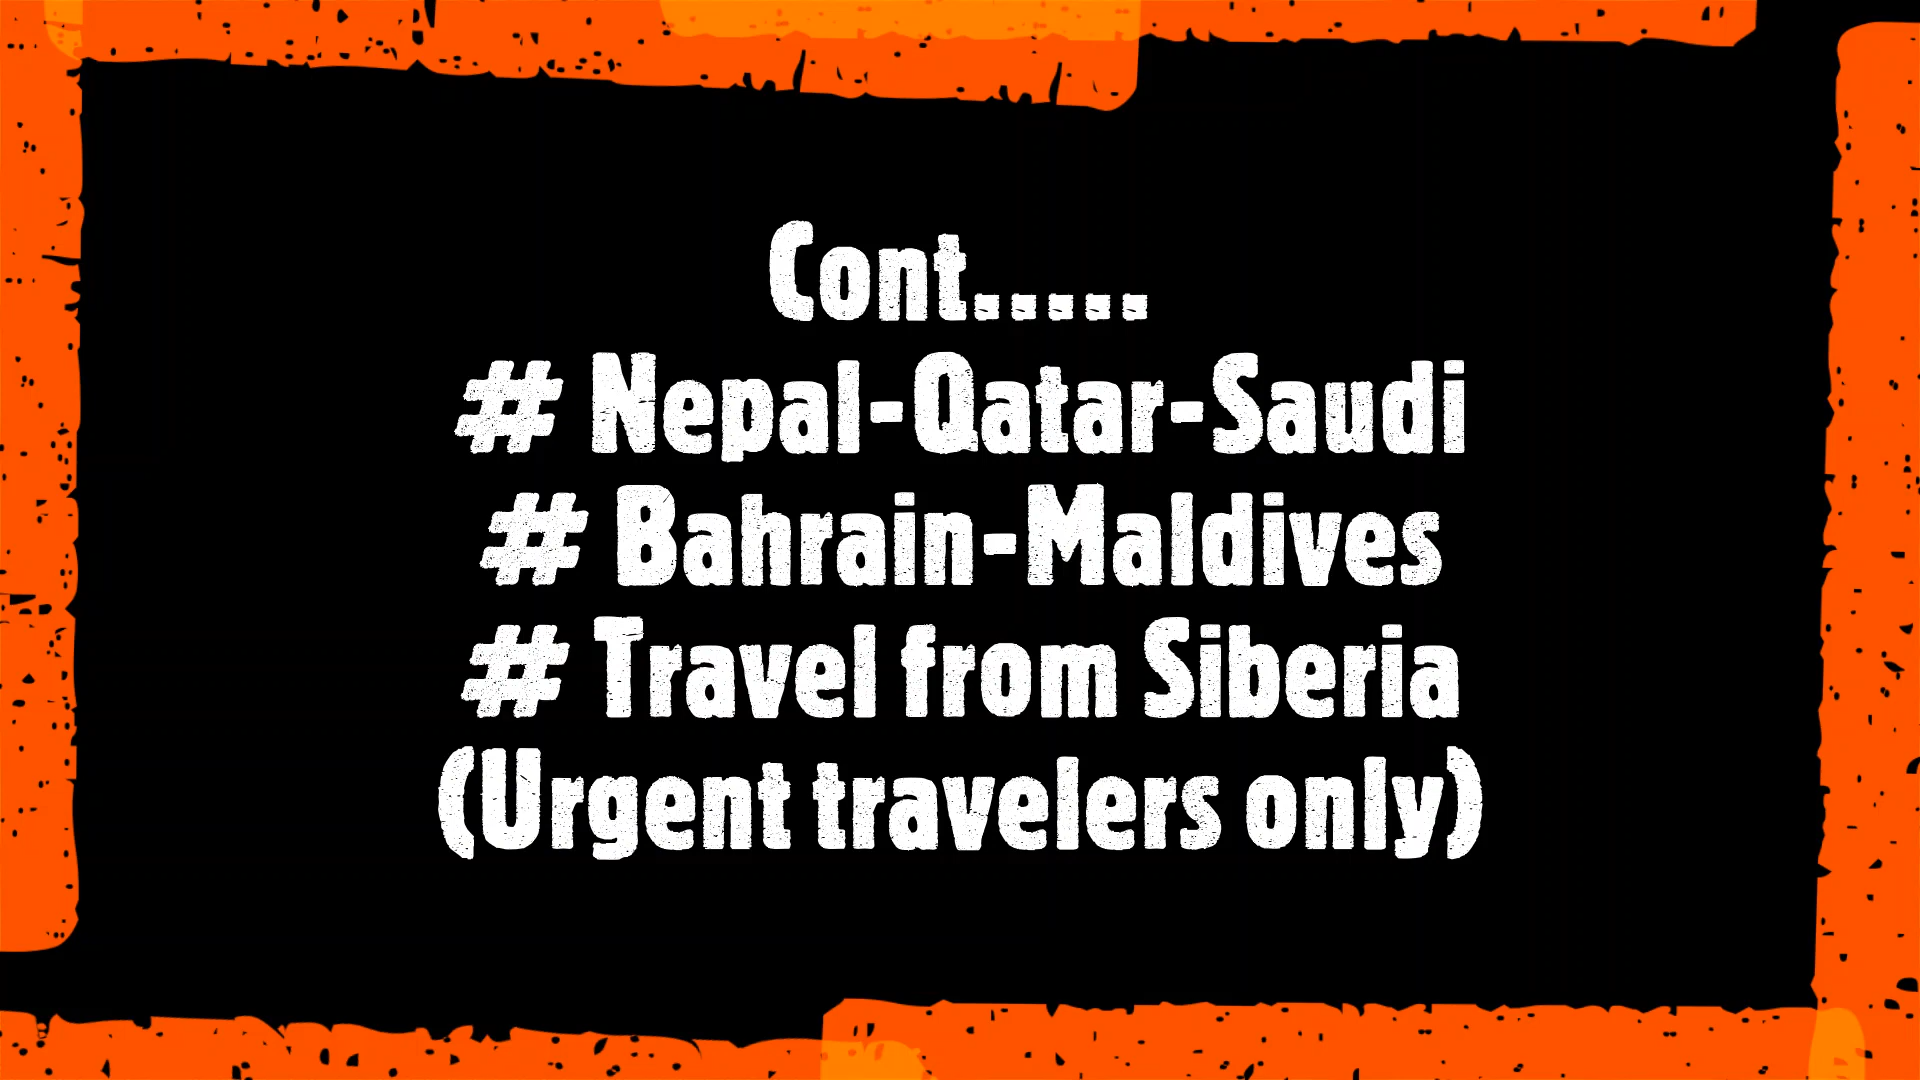 Cont.....
# Nepal-Qatar-Saudi
# Bahrain-Maldives
# Travel from Siberia
(Urgent travelers only)